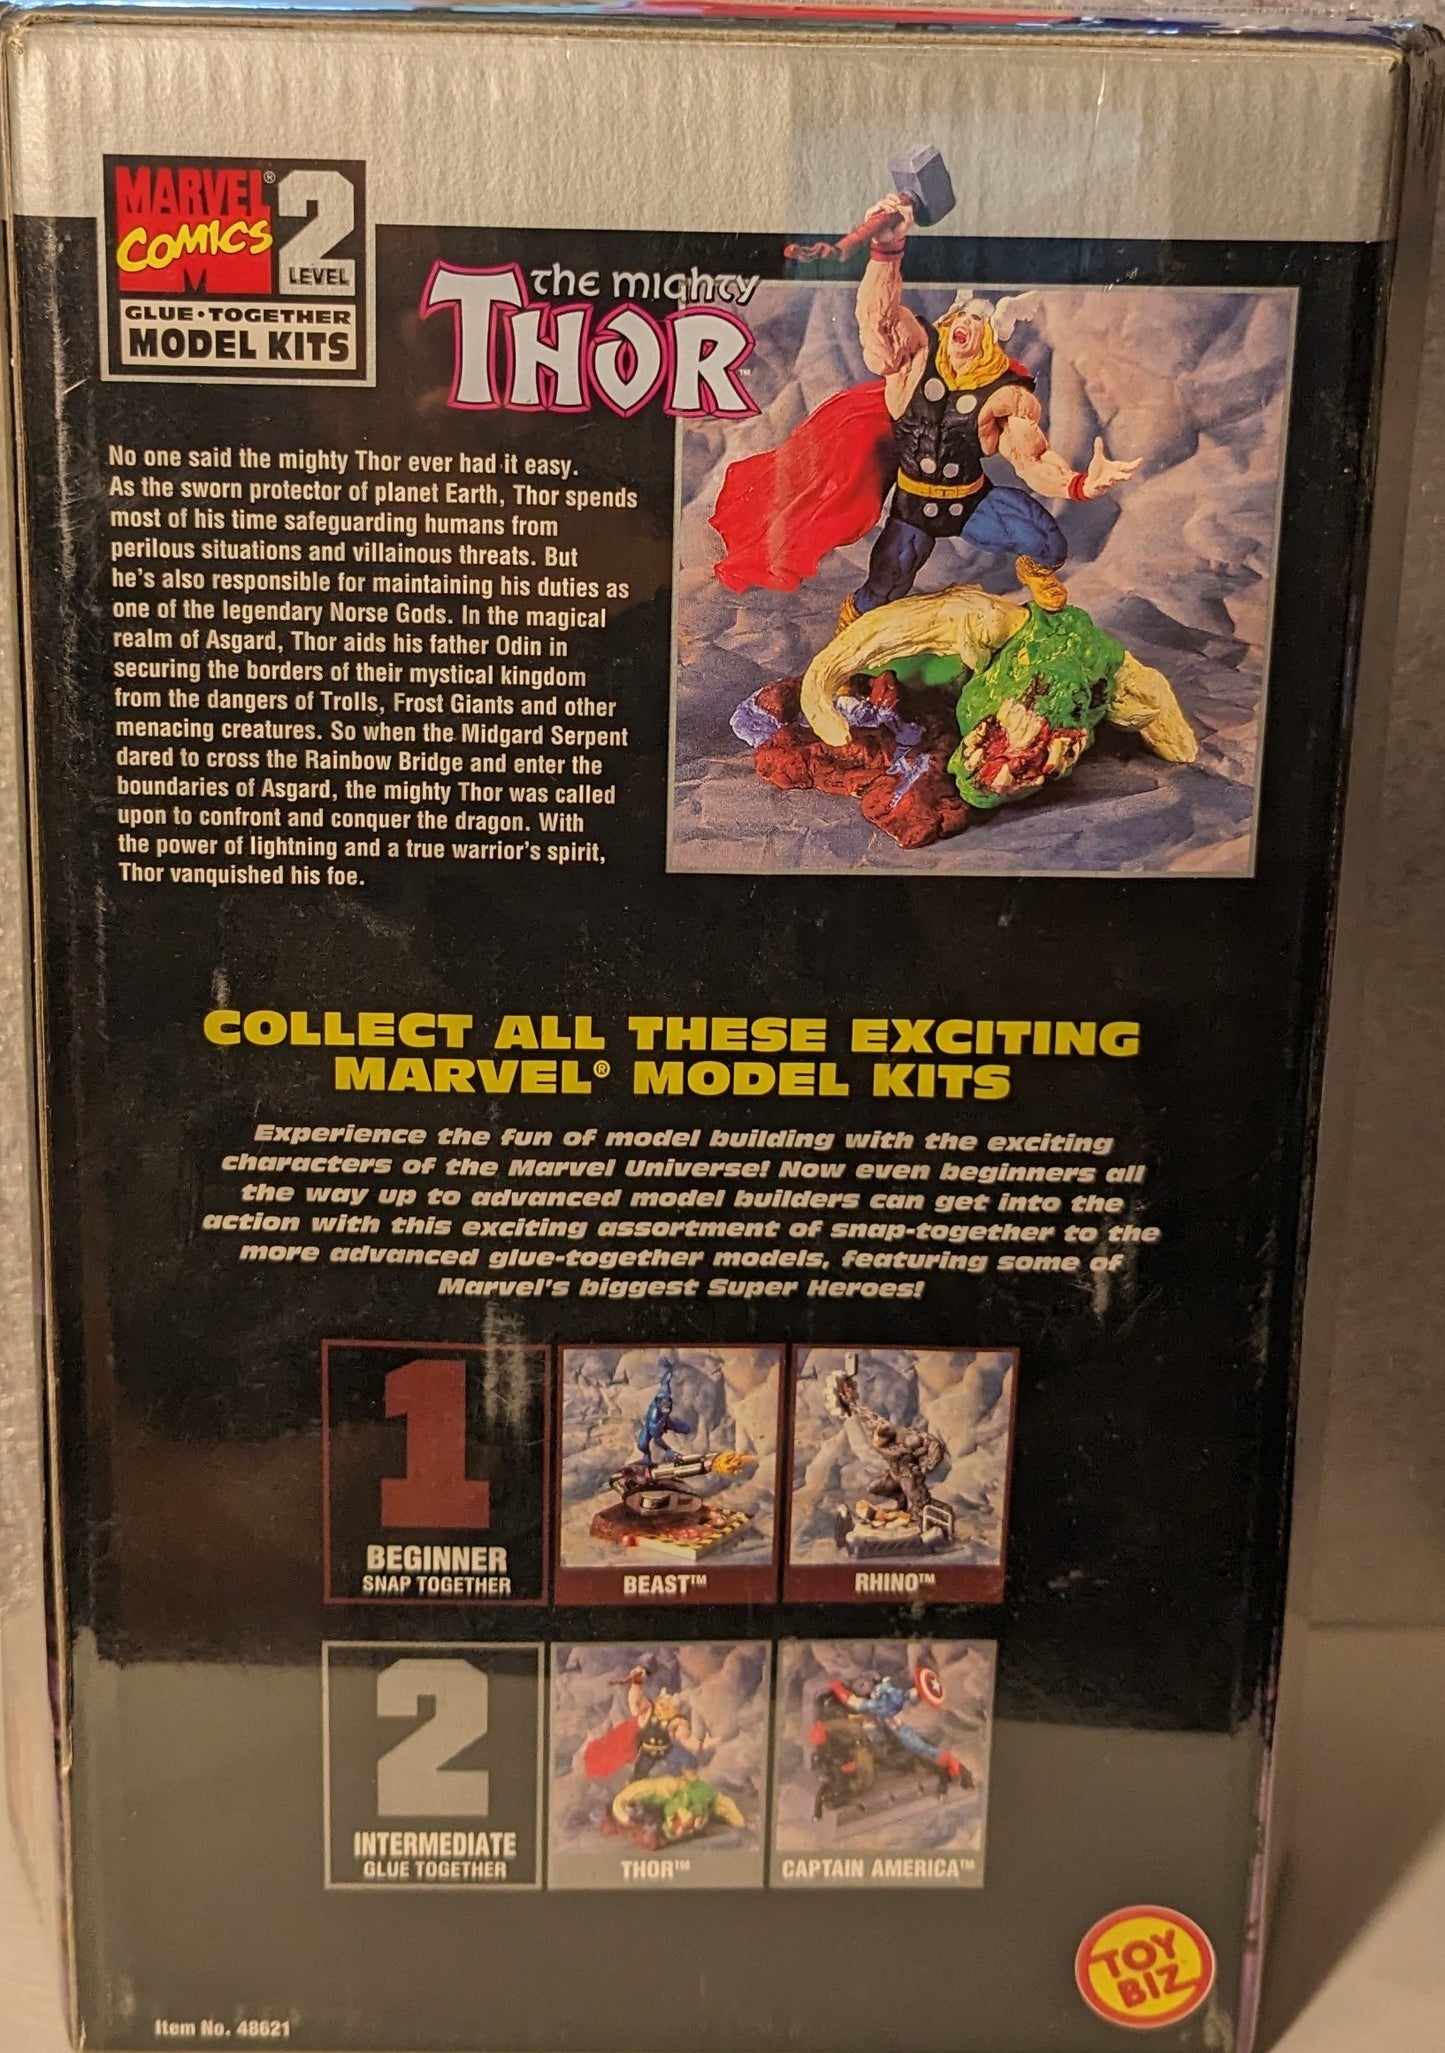 MARVEL®
COMICS
M
2
LEVEL
GLUE•TOGETHER
MODEL KITS
the mighty
THOR™
No one said the mighty Thor ever had it easy.
As the sworn protector of planet Earth, Thor spends
most of his time safeguarding humans from
perilous situations and villainous threats. But
he's also responsible for maintaining his duties as
one of the legendary Norse Gods. In the magical
realm of Asgard, Thor aids his father Odin in
securing the borders of their mystical kingdom
from the dangers of Trolls, Frost Giants and other
menacing creatures. So when the Midgard Serpent
dared to cross the Rainbow Bridge and enter the
boundaries of Asgard, the mighty Thor was called
upon to confront and conquer the dragon. With
the power of lightning and a true warrior's spirit,
Thor vanquished his foe.
COLLECT ALL THESE EXCITING
MARVEL® MODEL KITS
Experience the fun of model building with the exciting
characters of the Marvel Universe! Now even beginners all
the way up to advanced model builders can get into the
action with this exciting assortment of snap-together to the
more advanced glue-together models, featuring some of
Marvel's biggest Super Heroes!
1
BEGINNER
SNAP TOGETHER
BEAST™
RHINO™
2
INTERMEDIATE
GLUE TOGETHER
THOR™
CAPTAIN AMERICA™
TOY
BIZ
Item No. 48621